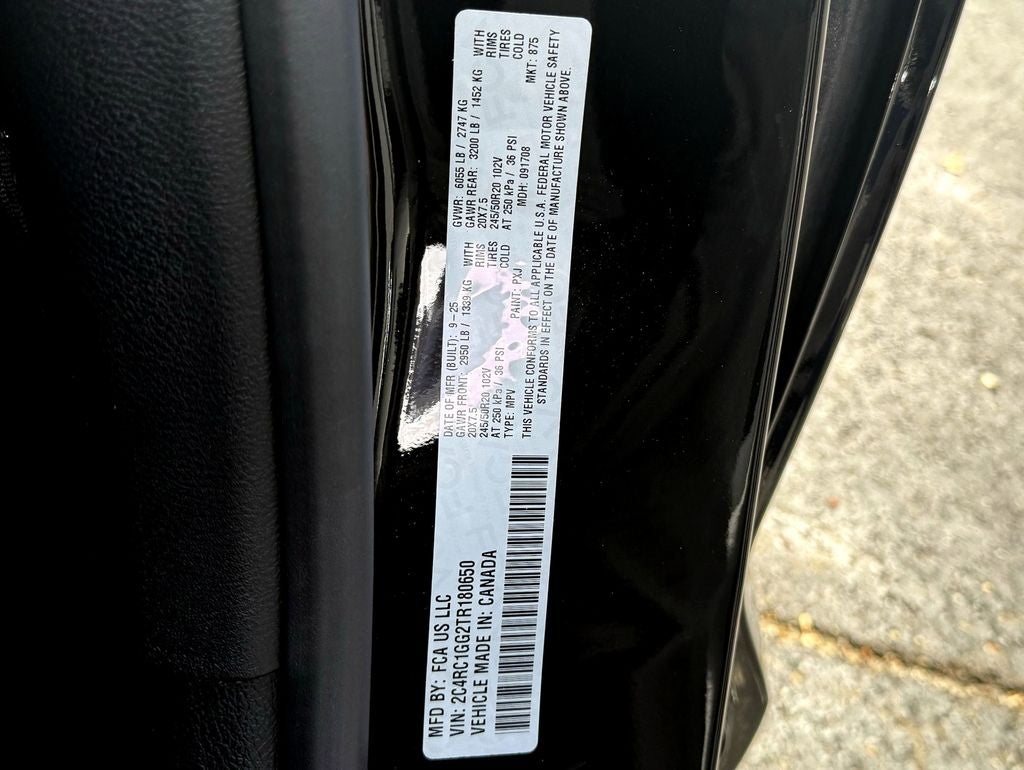 MFD BY: FCA US LLC
VIN: 2C4RC1GG2TR180650
VEHICLE MADE IN: CANADA
DATE OF MFR (BUILT): 9-25
GAWR FRONT: 2950 LB / 1339 KG WITH
20X7.5 RIMS
245/50R20 102V TIRES
AT 250 kPa / 36 PSI COLD
TYPE: MPV PAINT: PXJ
GVWR: 6055 LB / 2747 KG
GAWR REAR: 3200 LB / 1452 KG WITH
20X7.5 RIMS
245/50R20 102V TIRES
AT 250 kPa / 36 PSI COLD
MDH: 091708 MKT: 875
THIS VEHICLE CONFORMS TO ALL APPLICABLE U.S.A. FEDERAL MOTOR VEHICLE SAFETY
STANDARDS IN EFFECT ON THE DATE OF MANUFACTURE SHOWN ABOVE.